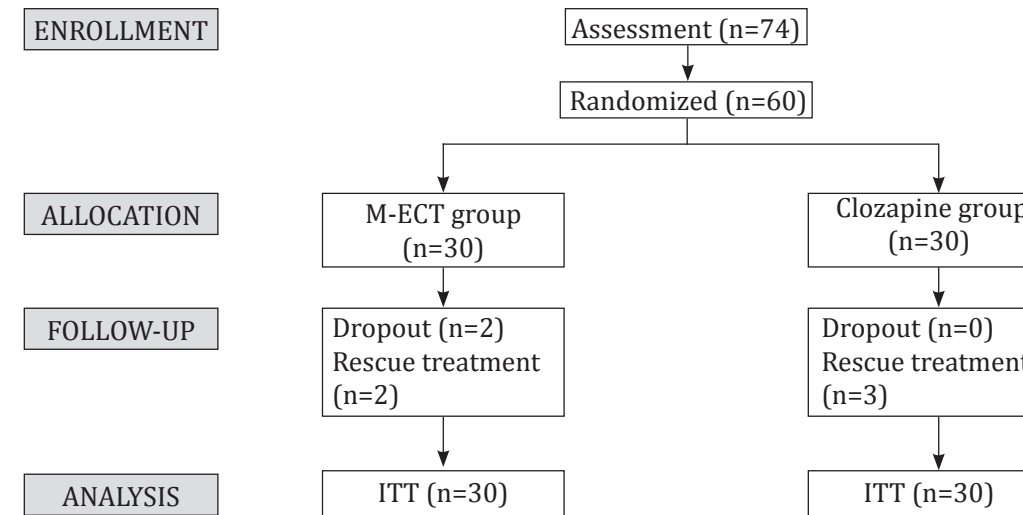 ENROLLMENT
Assessment (n=74)
Randomized (n=60)
ALLOCATION
M-ECT group
(n=30)
Clozapine group
(n=30)
FOLLOW-UP
Dropout (n=2)
Rescue treatment
(n=2)
Dropout (n=0)
Rescue treatment
(n=3)
ANALYSIS
ITT (n=30)
ITT (n=30)